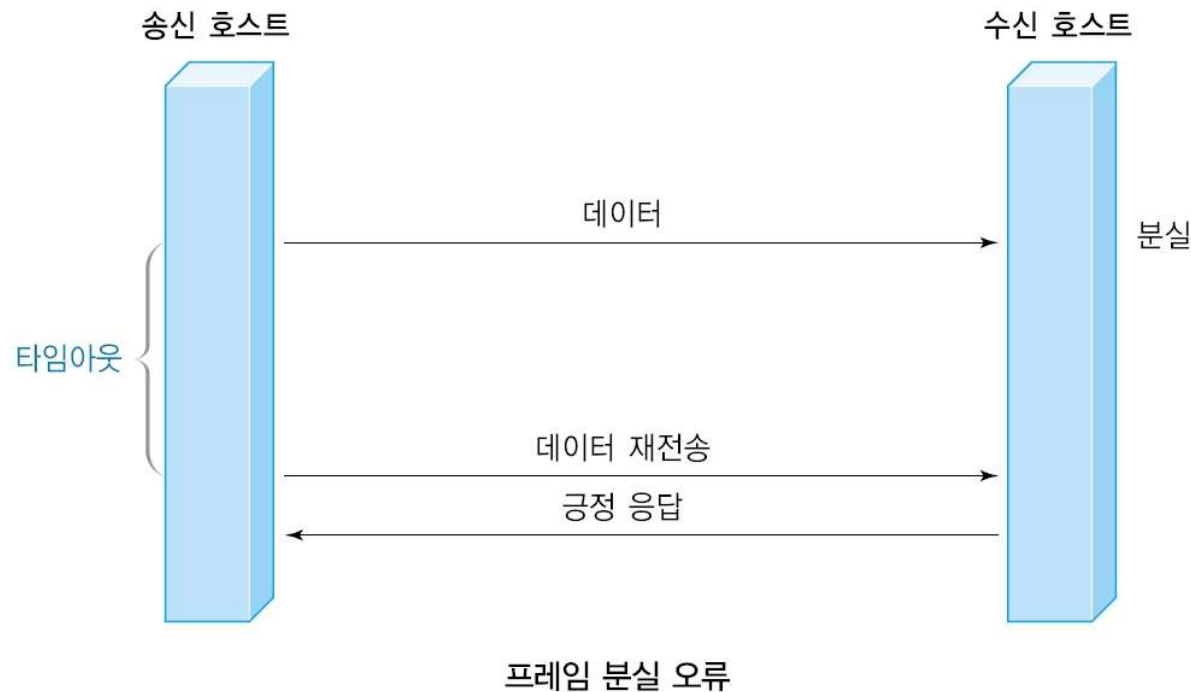 송신 호스트
수신 호스트
데이터
분실
타임아웃
데이터 재전송
긍정 응답
프레임 분실 오류